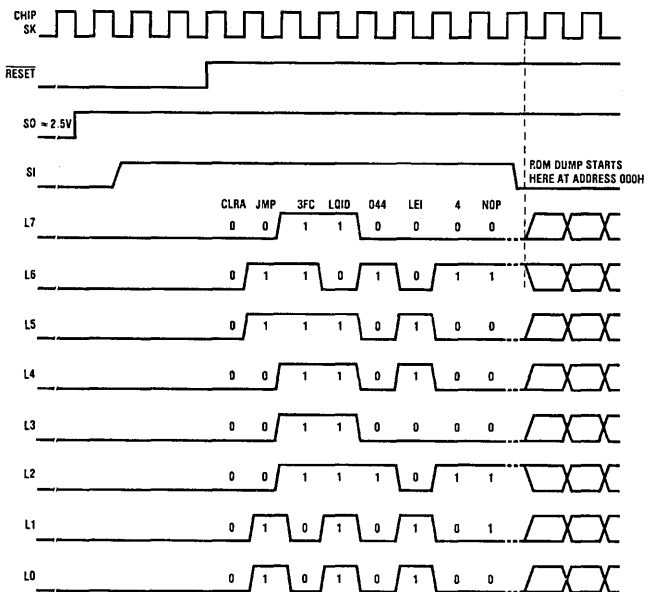 CHIP
SK
RESET
SO ≈ 2.5V
SI
ROM DUMP STARTS
HERE AT ADDRESS 000H
CLRA JMP 3FC LQID 044 LEI 4 NOP
L7 0 0 1 1 0 0 0 0
L6 0 1 1 0 1 0 1 1
L5 0 1 1 1 0 1 0 0
L4 0 0 1 1 0 1 0 0
L3 0 0 1 1 0 0 0 0
L2 0 0 1 1 1 0 1 1
L1 0 1 0 1 0 1 0 1
L0 0 1 0 1 0 1 0 0